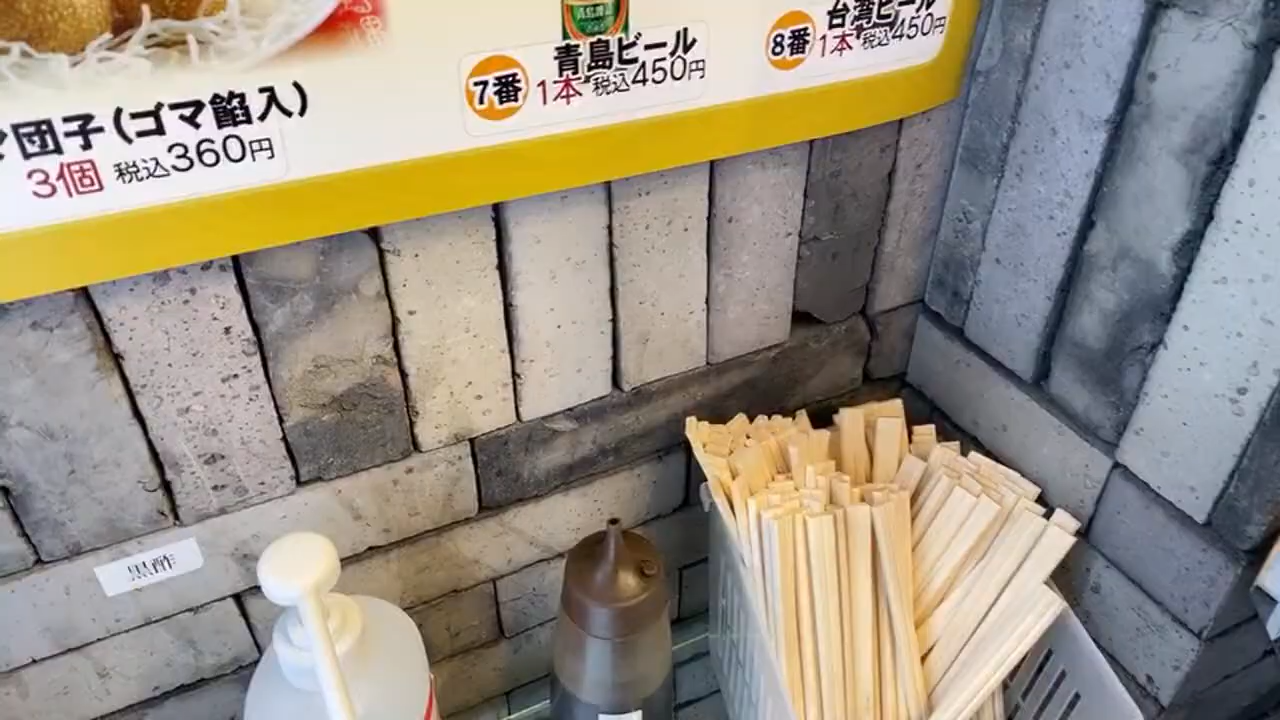 団子(ゴマ餡入)
3個 税込360円
7番 青島ビール
1本 税込450円
8番 台湾ビール
1本 税込450円
黒酢